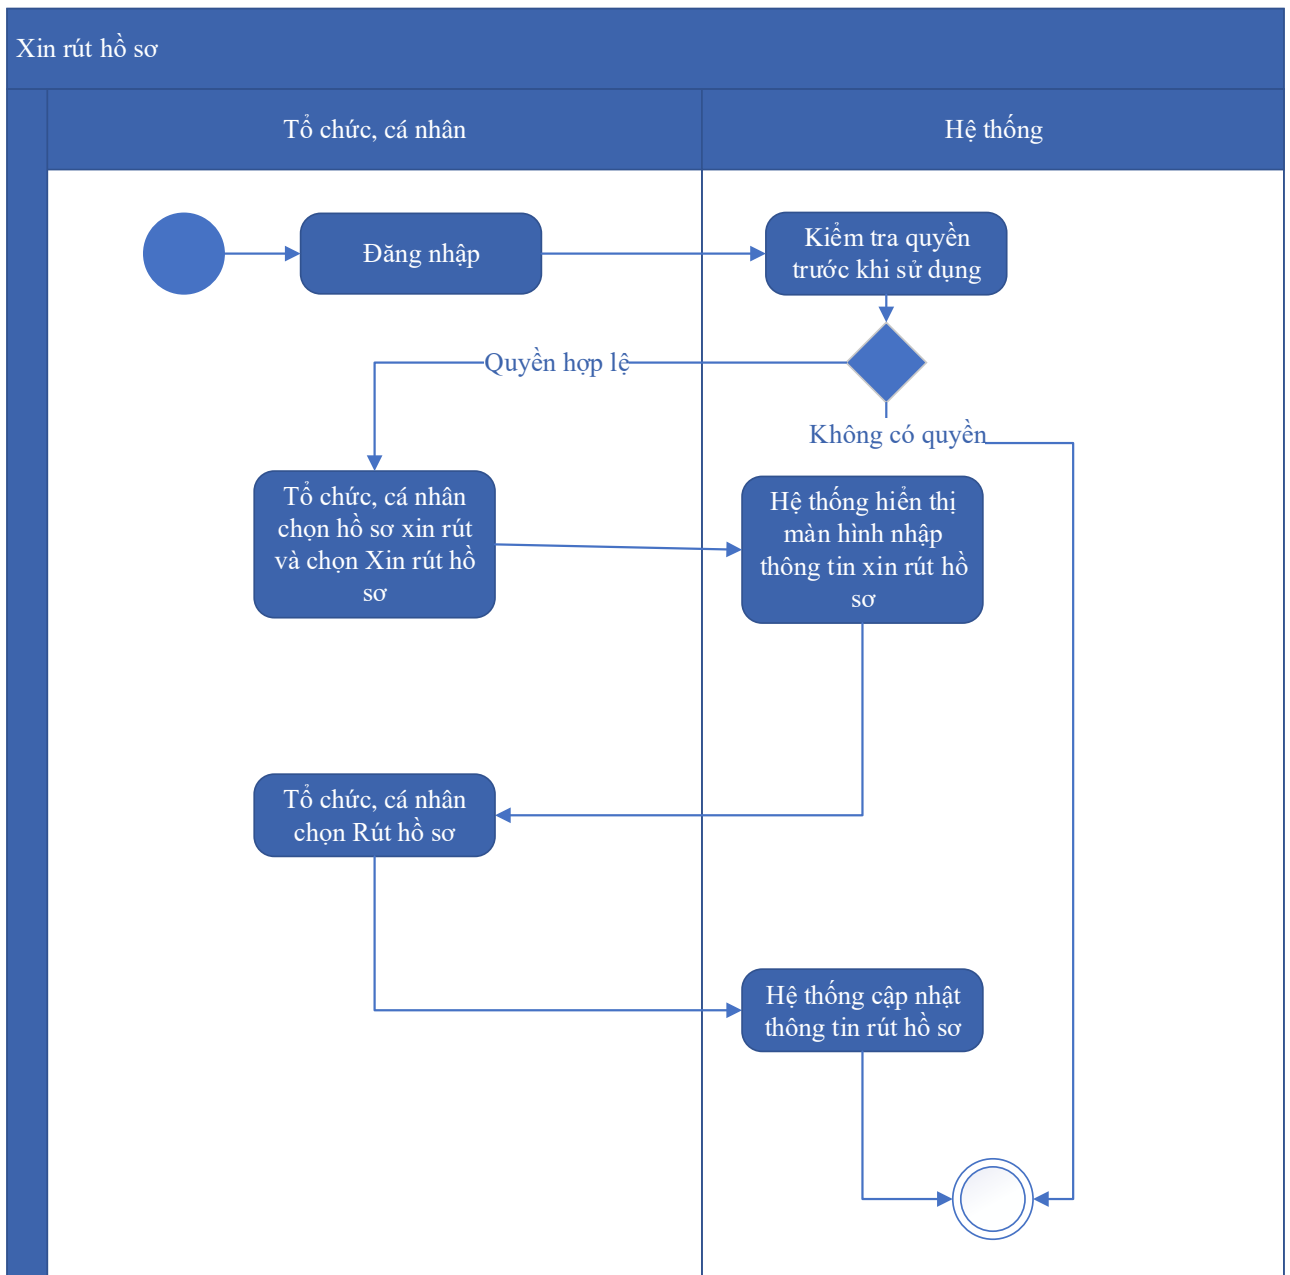 Xin rút hồ sơ
Tổ chức, cá nhân
Hệ thống
Đăng nhập
Kiểm tra quyền
trước khi sử dụng
Quyền hợp lệ
Không có quyền
Tổ chức, cá nhân
chọn hồ sơ xin rút
và chọn Xin rút hồ
sơ
Hệ thống hiển thị
màn hình nhập
thông tin xin rút hồ
sơ
Tổ chức, cá nhân
chọn Rút hồ sơ
Hệ thống cập nhật
thông tin rút hồ sơ